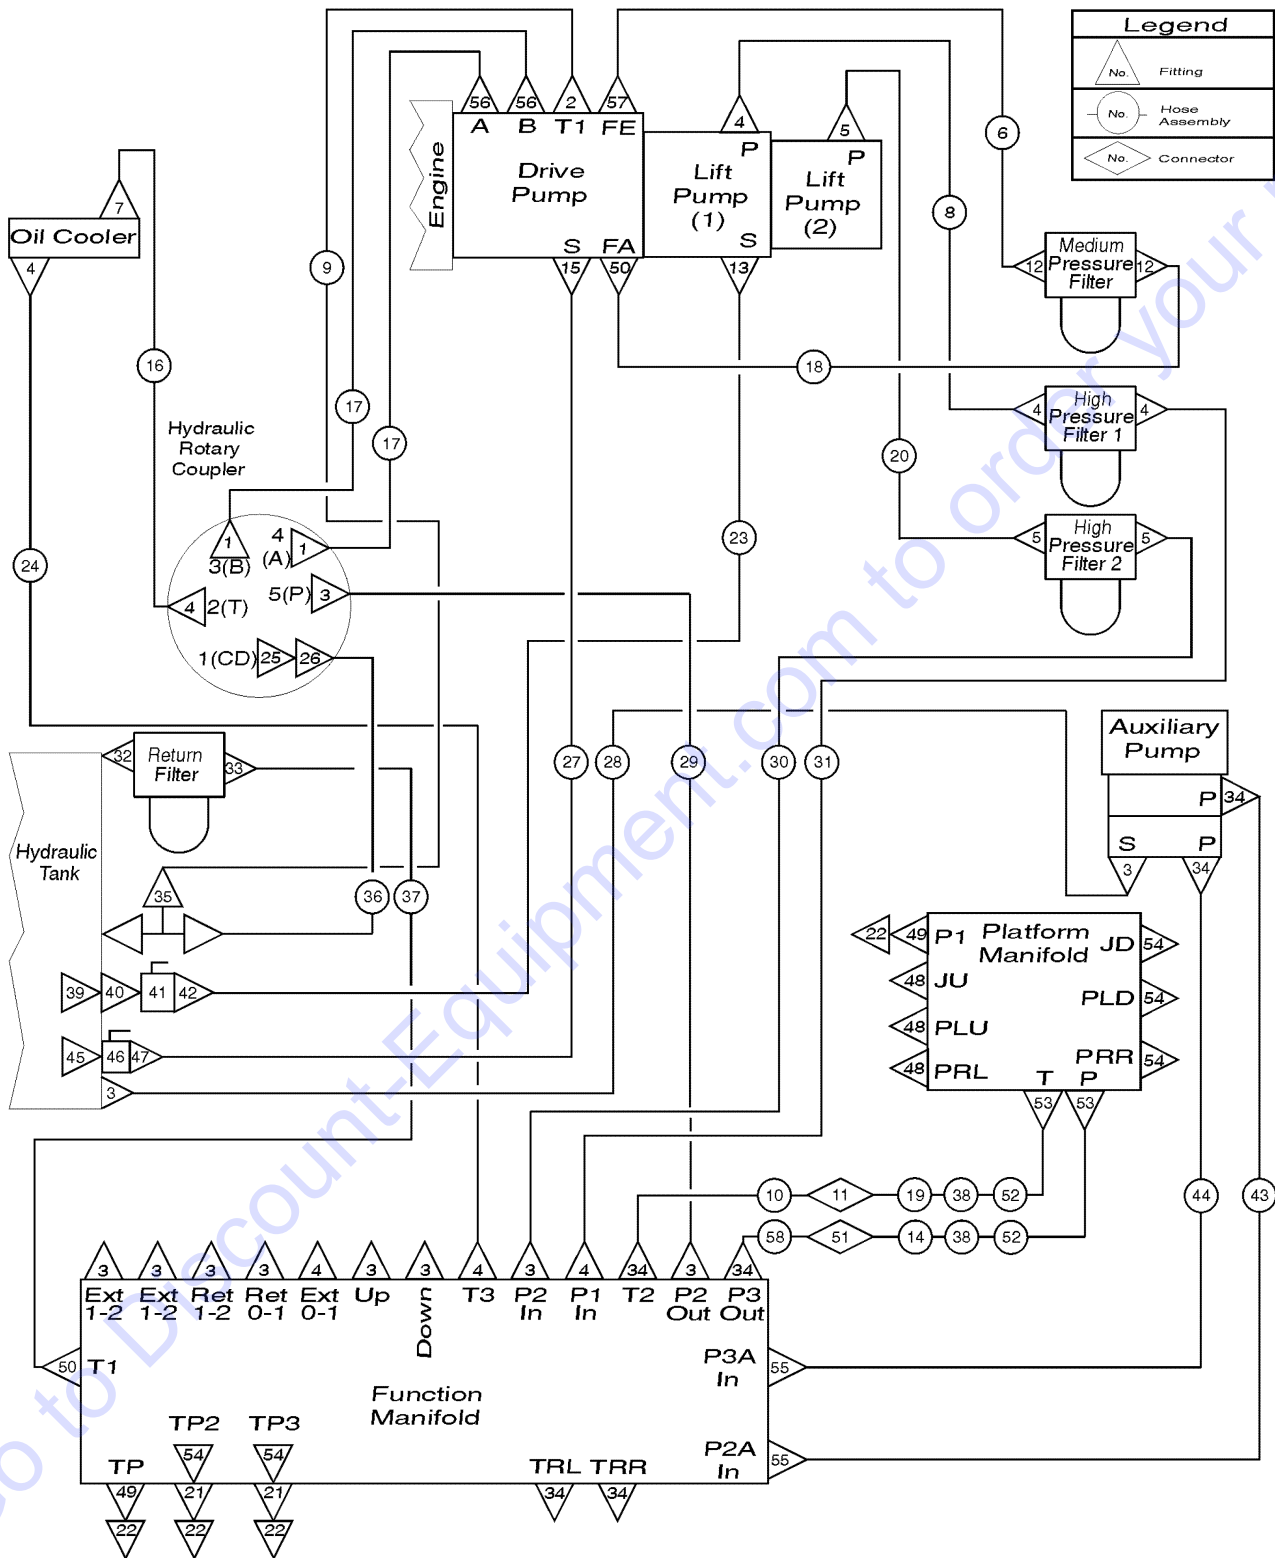 Legend
No. Fitting
No. Hose
Assembly
No. Connector
56 56 2 57
A B T1 FE
Engine
Drive
Pump
S FA
15 50
4
P
Lift
Pump
(1)
S
13
5
P
Lift
Pump
(2)
7
Oil Cooler
4
6
8
9
Medium
12 Pressure 12
Filter
16
18
17
17
High
4 Pressure 4
Filter 1
Hydraulic
Rotary
Coupler
20
High
5 Pressure 5
Filter 2
23
24
1
3(B)
4
(A) 1
5(P) 3
4 2(T)
1(CD) 25 26
32 Return 33
Filter
27 28 29 30 31
Auxiliary
Pump
P 34
S P
3 34
Hydraulic
Tank
35
36 37
39 40 41 42
45 46 47
3
22 49 P1
Platform
Manifold
JD 54
48 JU
PLD 54
48 PLU
PRR 54
48 PRL
T P
53 53
10 11 19 38 52
58 51 14 38 52
44 43
3 3 3 3 4 3 3 4 3 4 34 3 34
Ext
1-2
Ext
1-2
Ret
1-2
Ret
0-1
Ext
0-1
Up
Down
T3
P2
In
P1
In
T2
P2
Out
P3
Out
50 T1
P3A
In
55
Function
Manifold
P2A
In
55
TP
TP2
TP3
54 54
TRL TRR
49 21 21
34 34
22 22 22
Go to Discount-Equipment.com to order your